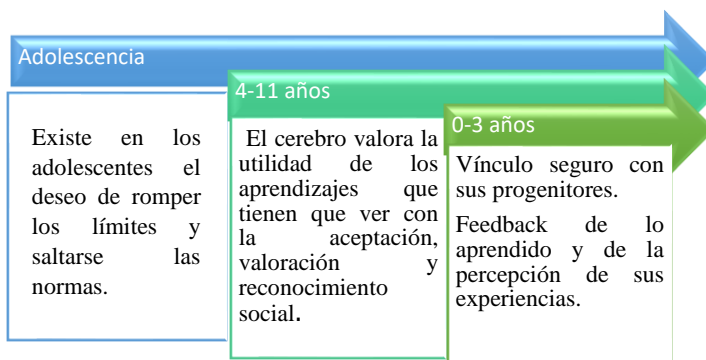 Adolescencia
Existe en los
adolescentes el
deseo de romper
los límites y
saltarse las
normas.
4-11 años
El cerebro valora la
utilidad de los
aprendizajes que
tienen que ver con
la aceptación,
valoración y
reconocimiento
social.
0-3 años
Vínculo seguro con
sus progenitores.
Feedback de lo
aprendido y de la
percepción de sus
experiencias.